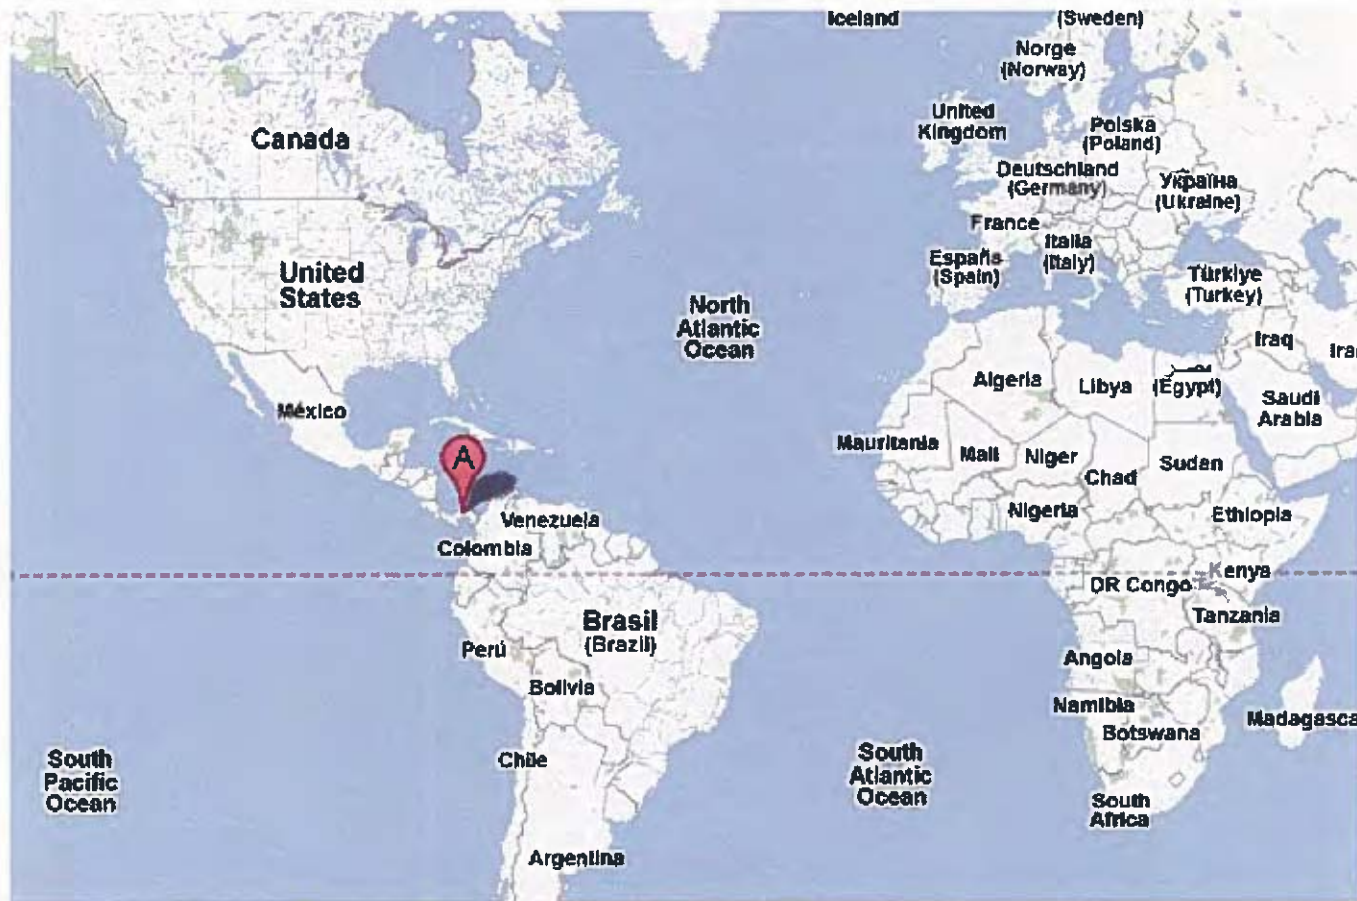 Iceland
(Sweden)
Norge
(Norway)
United
Kingdom
Polska
(Poland)
Canada
Deutschland
(Germany)
Україна
(Ukraine)
France
Italia
(Italy)
España
(Spain)
United
States
Türkiye
(Turkey)
North
Atlantic
Ocean
Iraq
Algeria
Libya
(Egypt)
Saudi
Arabia
México
Mauritania
Mali
Niger
Chad
Sudan
A
Nigeria
Ethiopia
Venezuela
Colombia
Kenya
DR Congo
Tanzania
Brasil
(Brazil)
Perú
Angola
Bolivia
Namibia
Madagasca
Botswana
Chile
South
Pacific
Ocean
South
Atlantic
Ocean
South
Africa
Argentina